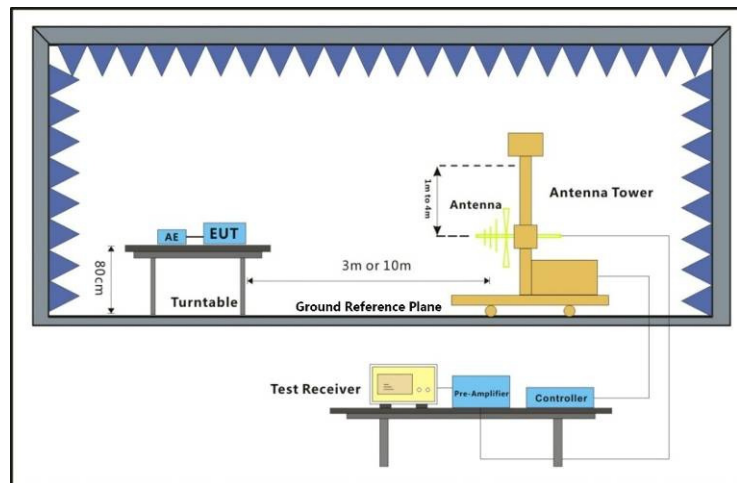 1m to 4m
Antenna
Antenna Tower
AE
EUT
80cm
3m or 10m
Turntable
Ground Reference Plane
Test Receiver
Pre-Amplifier
Controller